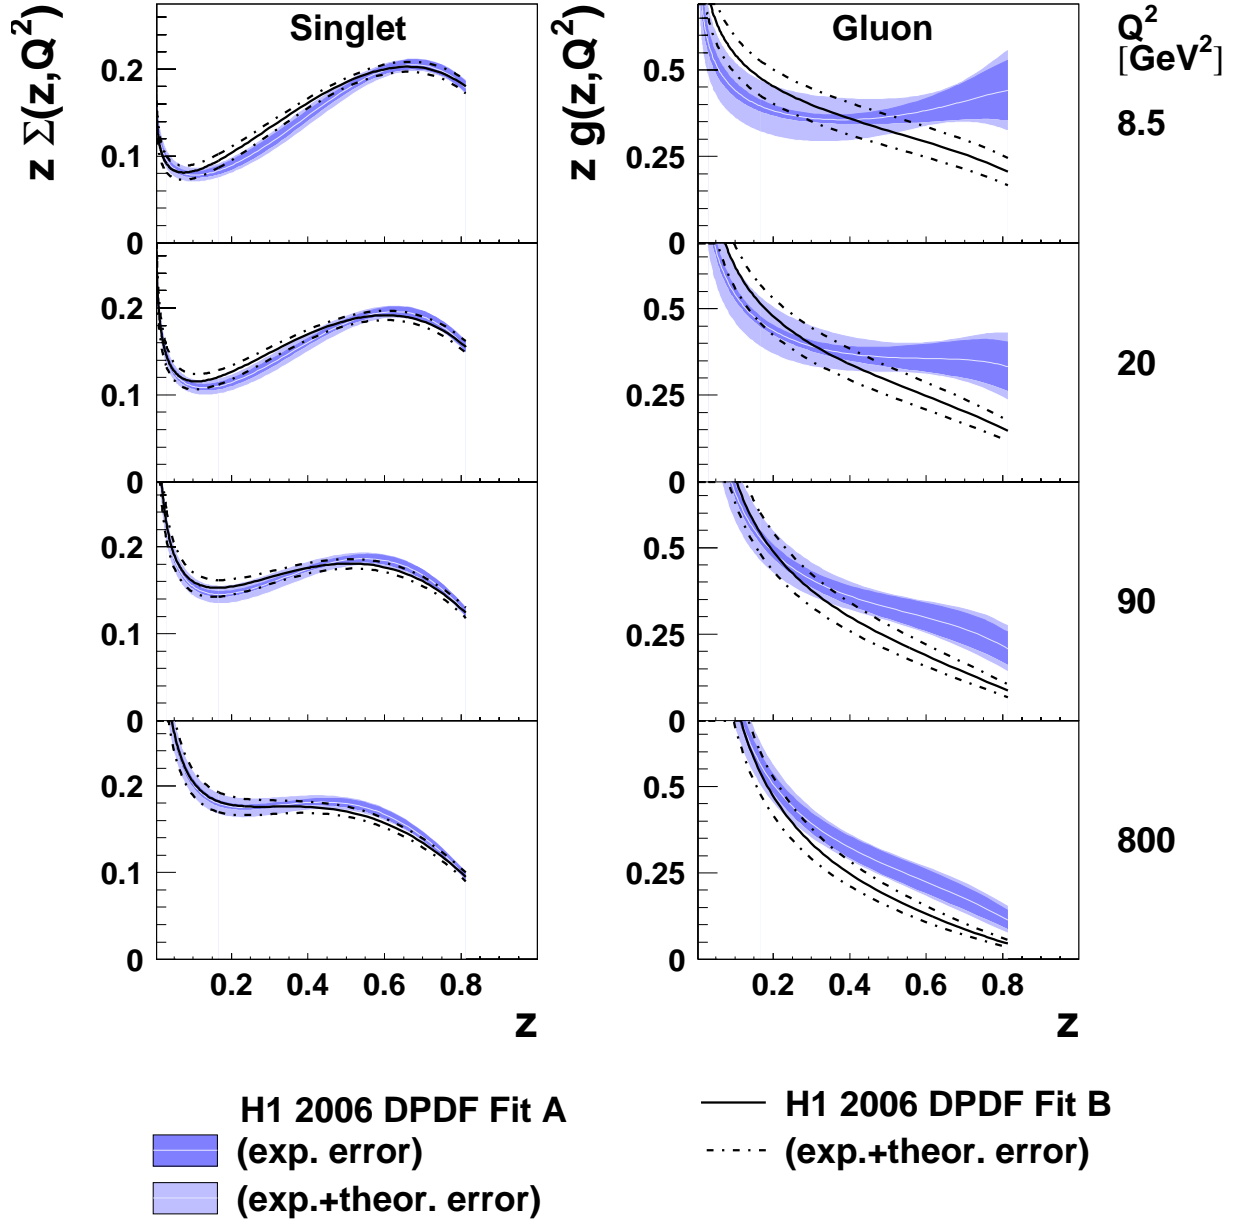 z Σ(z,Q²)
z g(z,Q²)
Singlet
Gluon
Q²
[GeV²]
0.2
0.1
0
0.5
0.25
0
8.5
0.2
0.1
0
0.5
0.25
0
20
0.2
0.1
0
0.5
0.25
0
90
0.2
0.1
0
0.5
0.25
0
800
0.2 0.4 0.6 0.8
0.2 0.4 0.6 0.8
z
z
H1 2006 DPDF Fit A
(exp. error)
(exp.+theor. error)
H1 2006 DPDF Fit B
(exp.+theor. error)